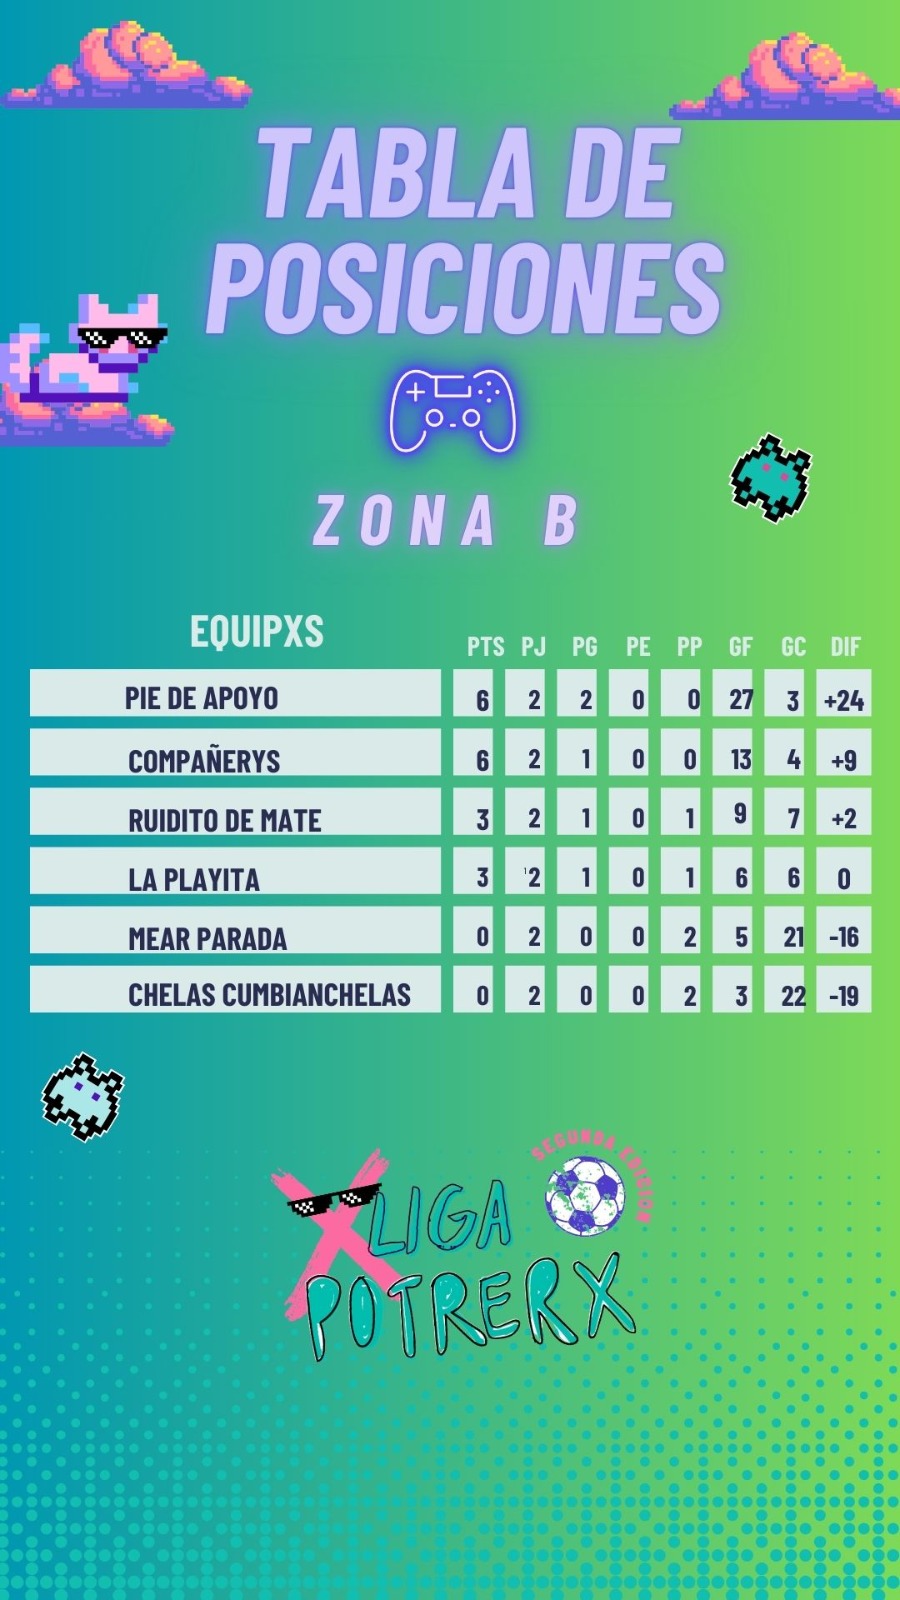 TABLA DE
POSICIONES
ZONA B
EQUIPXS PTS PJ PG PE PP GF GC DIF
PIE DE APOYO 6 2 2 0 0 27 3 +24
COMPAÑERYS 6 2 1 0 0 13 4 +9
RUIDITO DE MATE 3 2 1 0 1 9 7 +2
LA PLAYITA 3 2 1 0 1 6 6 0
MEAR PARADA 0 2 0 0 2 5 21 -16
CHELAS CUMBIANCHELAS 0 2 0 0 2 3 22 -19
SEGUNDA EDICION
X LIGA
POTRERX